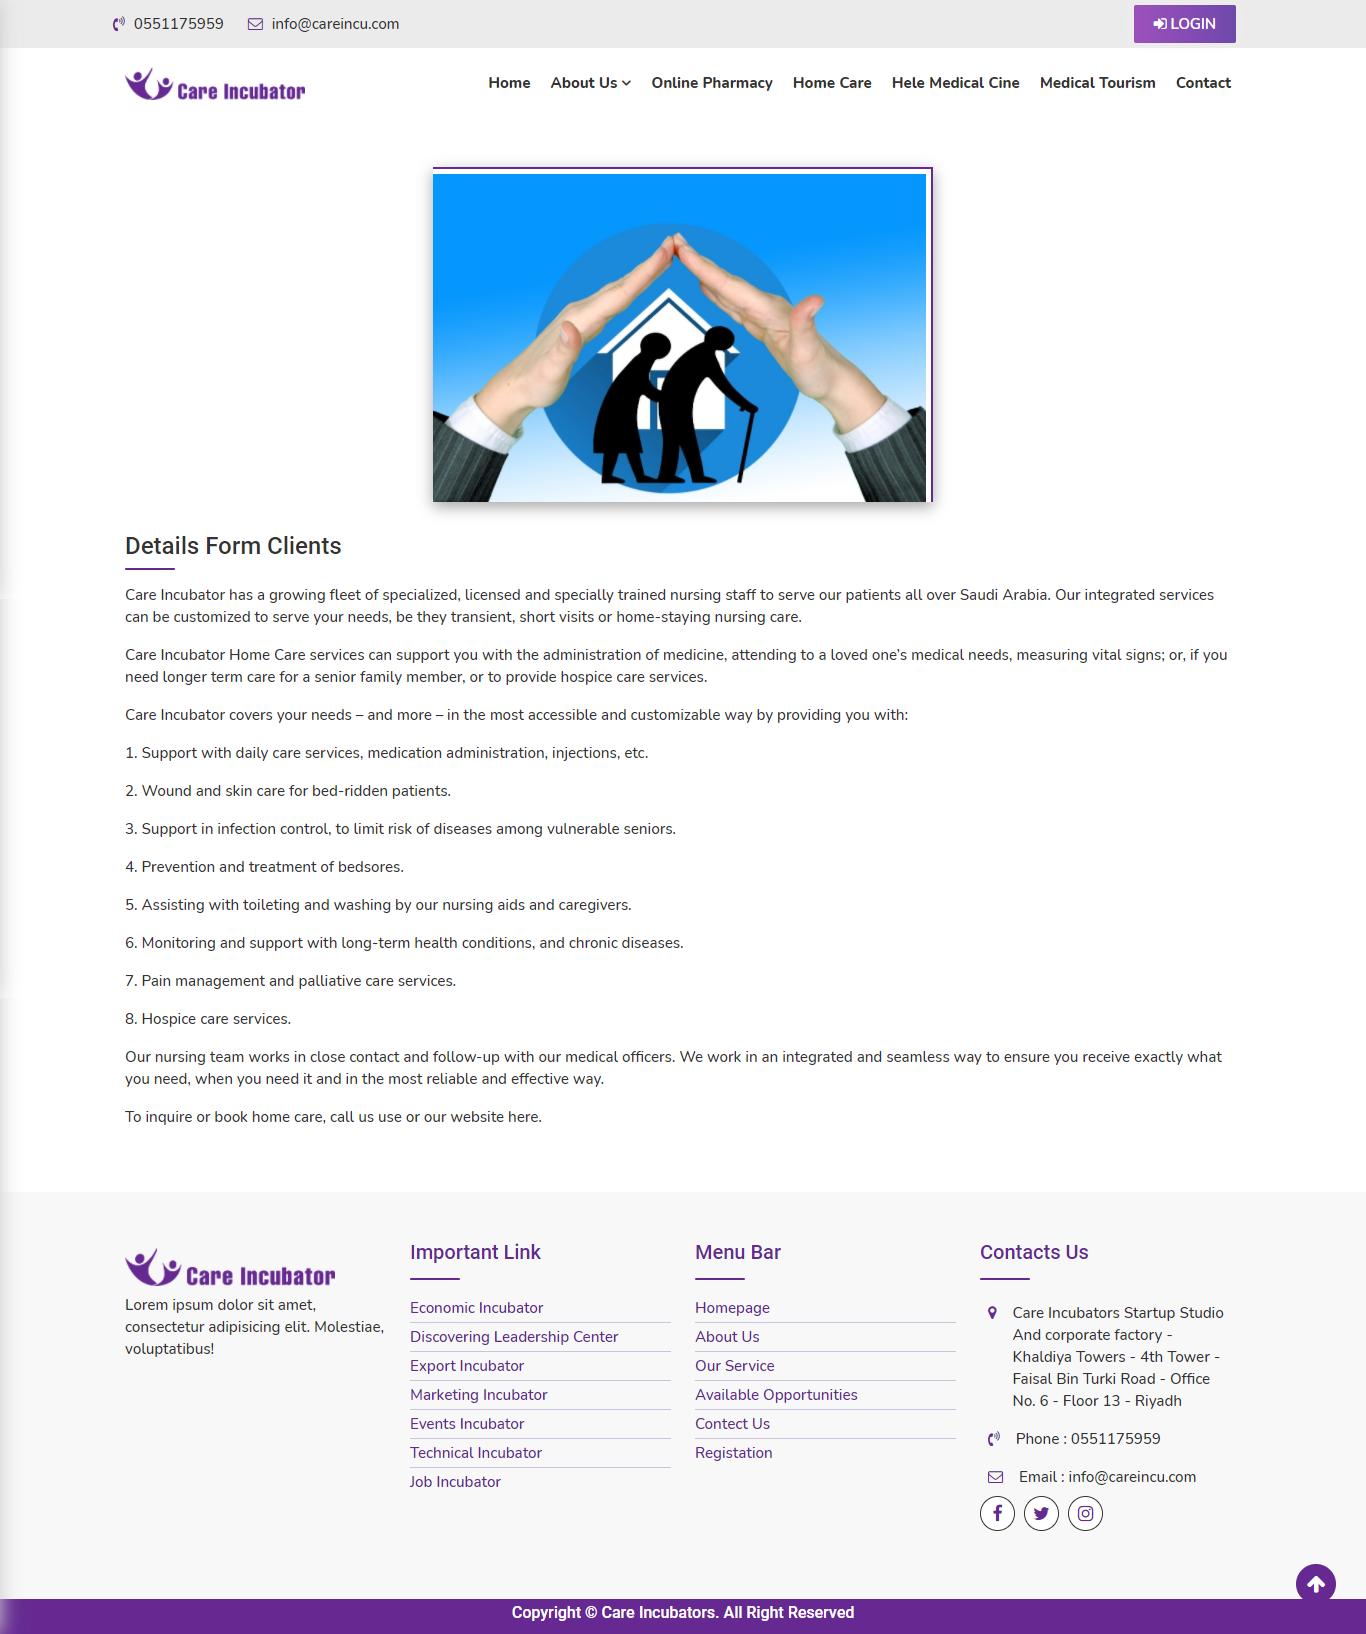 0551175959 info@careincu.com LOGIN
Care Incubator Home About Us Online Pharmacy Home Care Hele Medical Cine Medical Tourism Contact
Details Form Clients
Care Incubator has a growing fleet of specialized, licensed and specially trained nursing staff to serve our patients all over Saudi Arabia. Our integrated services
can be customized to serve your needs, be they transient, short visits or home-staying nursing care.
Care Incubator Home Care services can support you with the administration of medicine, attending to a loved one’s medical needs, measuring vital signs; or, if you
need longer term care for a senior family member, or to provide hospice care services.
Care Incubator covers your needs – and more – in the most accessible and customizable way by providing you with:
1. Support with daily care services, medication administration, injections, etc.
2. Wound and skin care for bed-ridden patients.
3. Support in infection control, to limit risk of diseases among vulnerable seniors.
4. Prevention and treatment of bedsores.
5. Assisting with toileting and washing by our nursing aids and caregivers.
6. Monitoring and support with long-term health conditions, and chronic diseases.
7. Pain management and palliative care services.
8. Hospice care services.
Our nursing team works in close contact and follow-up with our medical officers. We work in an integrated and seamless way to ensure you receive exactly what
you need, when you need it and in the most reliable and effective way.
To inquire or book home care, call us use or our website here.
Care Incubator
Lorem ipsum dolor sit amet,
consectetur adipisicing elit. Molestiae,
voluptatibus!
Important Link
Economic Incubator
Discovering Leadership Center
Export Incubator
Marketing Incubator
Events Incubator
Technical Incubator
Job Incubator
Menu Bar
Homepage
About Us
Our Service
Available Opportunities
Contect Us
Registation
Contacts Us
Care Incubators Startup Studio
And corporate factory -
Khaldiya Towers - 4th Tower -
Faisal Bin Turki Road - Office
No. 6 - Floor 13 - Riyadh
Phone : 0551175959
Email : info@careincu.com
Copyright © Care Incubators. All Right Reserved